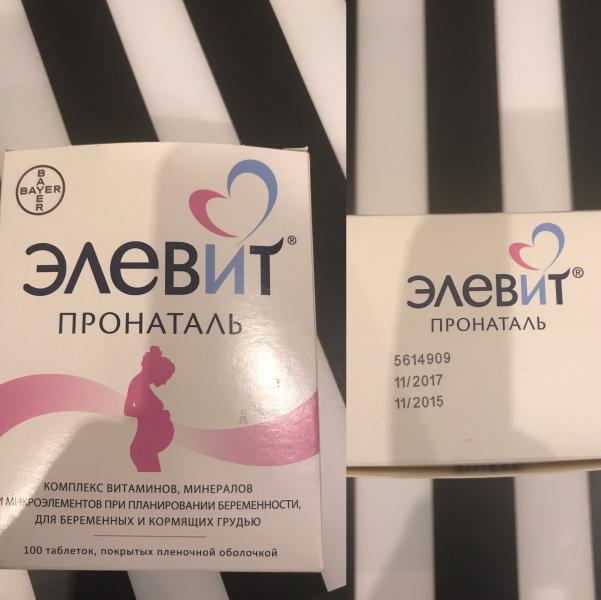 BAYER
BAYER
ЭЛЕВИТ®
ПРОНАТАЛЬ
КОМПЛЕКС ВИТАМИНОВ, МИНЕРАЛОВ
И МИКРОЭЛЕМЕНТОВ ПРИ ПЛАНИРОВАНИИ БЕРЕМЕННОСТИ,
ДЛЯ БЕРЕМЕННЫХ И КОРМЯЩИХ ГРУДЬЮ
100 таблеток, покрытых пленочной оболочкой
ЭЛЕВИТ®
ПРОНАТАЛЬ
5614909
11/2017
11/2015